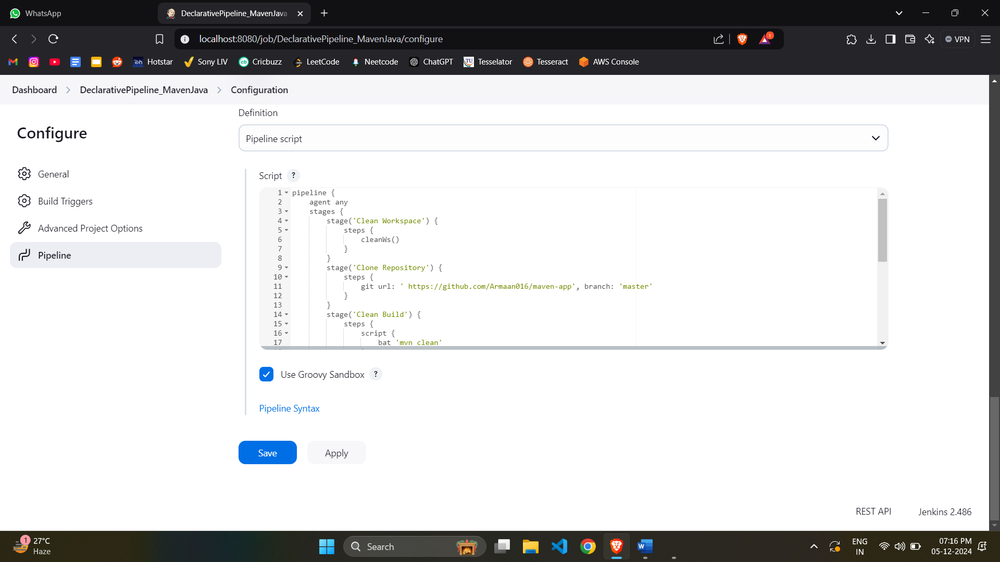 WhatsApp
DeclarativePipeline_MavenJava
localhost:8080/job/DeclarativePipeline_MavenJava/configure
1
VPN
Hotstar
Sony LIV
Cricbuzz
LeetCode
Neetcode
ChatGPT
Tesselator
Tesseract
AWS Console
Dashboard
DeclarativePipeline_MavenJava
Configuration
Configure
General
Build Triggers
Advanced Project Options
Pipeline
Definition
Pipeline script
Script ?
1 pipeline {
2 agent any
3 stages {
4 stage('Clean Workspace') {
5 steps {
6 cleanWs()
7 }
8 }
9 stage('Clone Repository') {
10 steps {
11 git url: ' https://github.com/Armaan016/maven-app', branch: 'master'
12 }
13 }
14 stage('Clean Build') {
15 steps {
16 script {
17 bat 'mvn clean'
Use Groovy Sandbox ?
Pipeline Syntax
Save
Apply
REST API
Jenkins 2.486
1
27°C
Haze
Search
ENG
IN
07:16 PM
05-12-2024